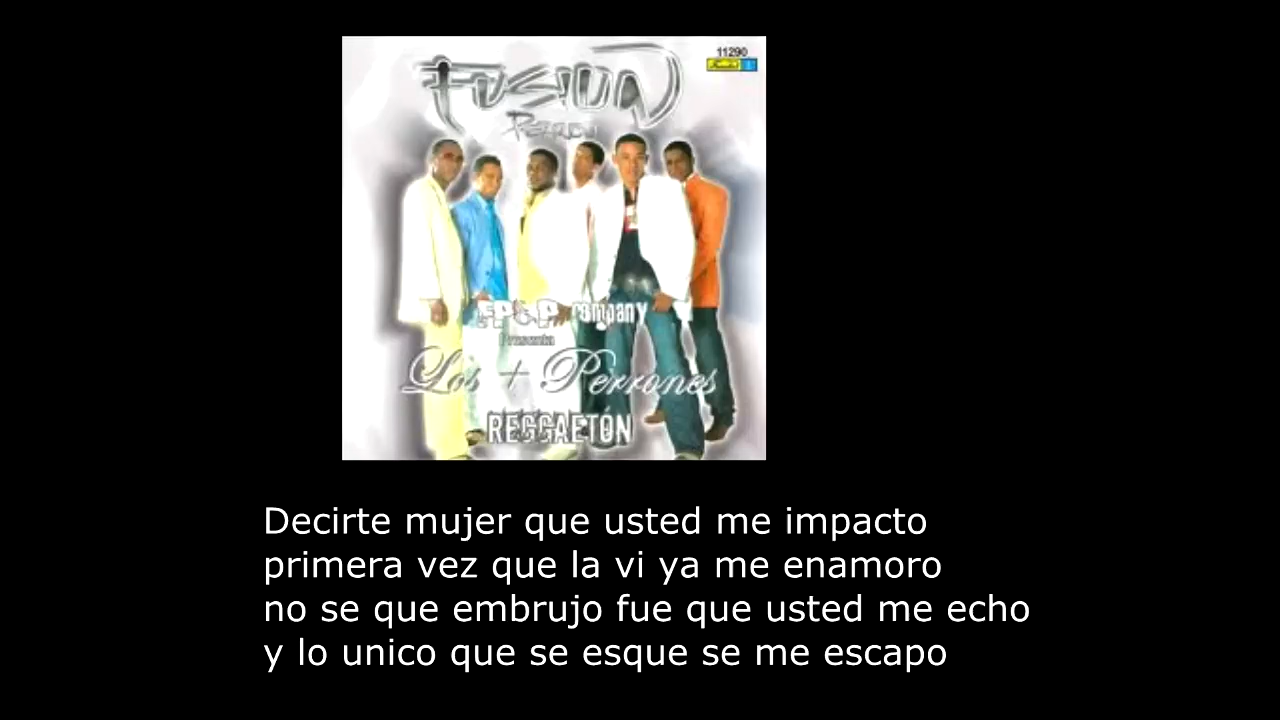 11290
FUSION
PERREO
FP&P company
Presenta
Los + Perrones
REGGAETÓN
Decirte mujer que usted me impacto
primera vez que la vi ya me enamoro
no se que embrujo fue que usted me echo
y lo unico que se esque se me escapo